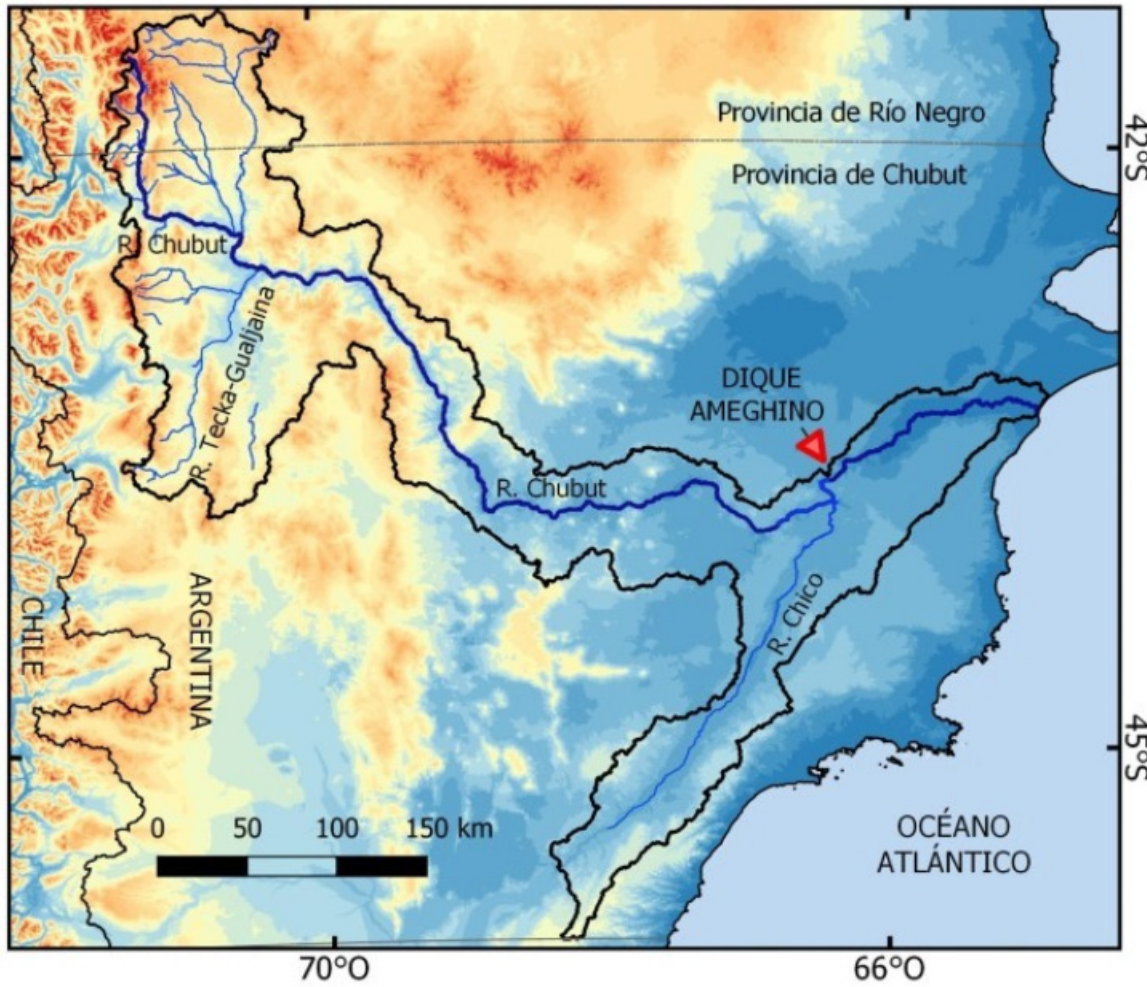 Provincia de Río Negro
42°S
Provincia de Chubut
R. Chubut
R. Tecka-Gualjaina
DIQUE
AMEGHINO
R. Chubut
R. Chico
ARGENTINA
CHILE
45°S
0 50 100 150 km
OCÉANO
ATLÁNTICO
70°O
66°O